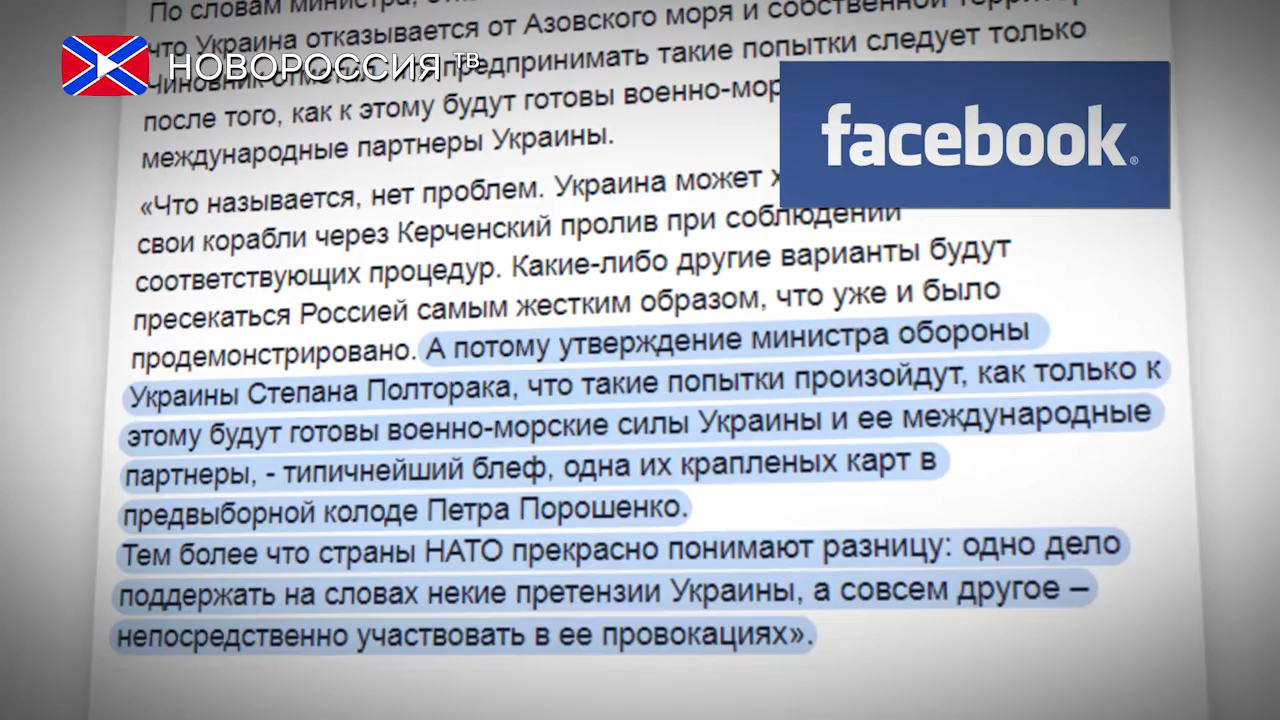 По словам министра,
что Украина отказывается от Азовского моря и собственной
НОВОРОССИЯ ТВ
предпринимать такие попытки следует только
после того, как к этому будут готовы военно-мор
международные партнеры Украины.
facebook®
«Что называется, нет проблем. Украина может
свои корабли через Керченский пролив при соблюдении
соответствующих процедур. Какие-либо другие варианты будут
пресекаться Россией самым жестким образом, что уже и было
продемонстрировано. А потому утверждение министра обороны
Украины Степана Полторака, что такие попытки произойдут, как только к
этому будут готовы военно-морские силы Украины и ее международные
партнеры, - типичнейший блеф, одна их крапленых карт в
предвыборной колоде Петра Порошенко.
Тем более что страны НАТО прекрасно понимают разницу: одно дело
поддержать на словах некие претензии Украины, а совсем другое –
непосредственно участвовать в ее провокациях».